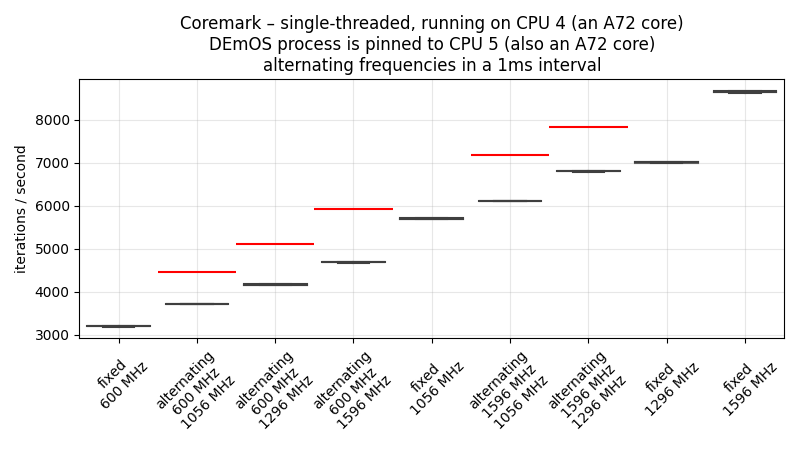 Coremark – single-threaded, running on CPU 4 (an A72 core)
DEmOS process is pinned to CPU 5 (also an A72 core)
alternating frequencies in a 1ms interval
iterations / second
8000
7000
6000
5000
4000
3000
fixed
600 MHz
alternating
600 MHz
1056 MHz
alternating
600 MHz
1296 MHz
alternating
600 MHz
1596 MHz
fixed
1056 MHz
alternating
1596 MHz
1056 MHz
alternating
1596 MHz
1296 MHz
fixed
1296 MHz
fixed
1596 MHz